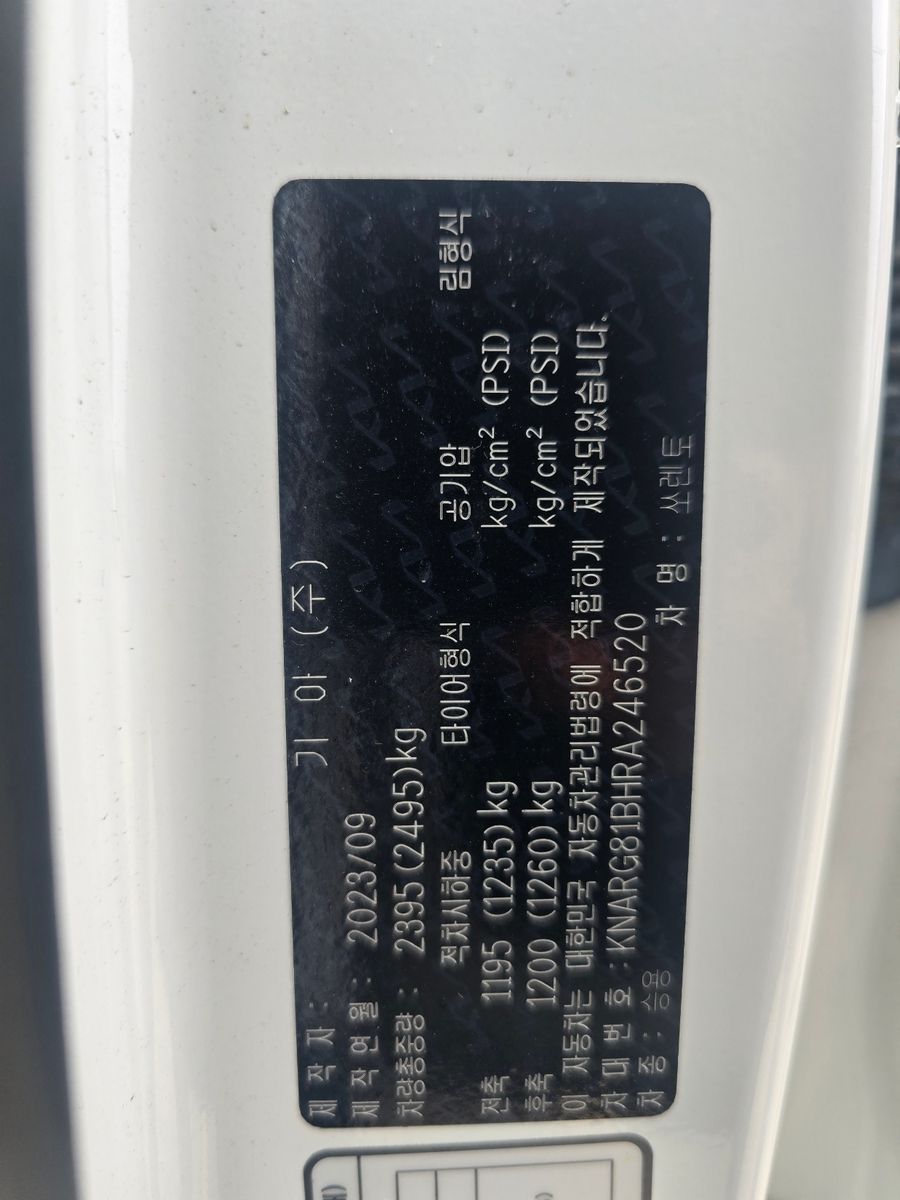 제 작 자 : 기 아 (주)
제 작 연 월 : 2023/09
차량총중량 : 2395(2495)kg
적차시하중 타이어형식 공기압 림형식
전축 1195 (1235)kg kg/cm² (PSI)
후축 1200 (1260)kg kg/cm² (PSI)
이 자동차는 대한민국 자동차관리법령에 적합하게 제작되었습니다.
차 대 번 호 : KNARG81BHRA246520
차 종 : 승용 차 명 : 쏘렌토